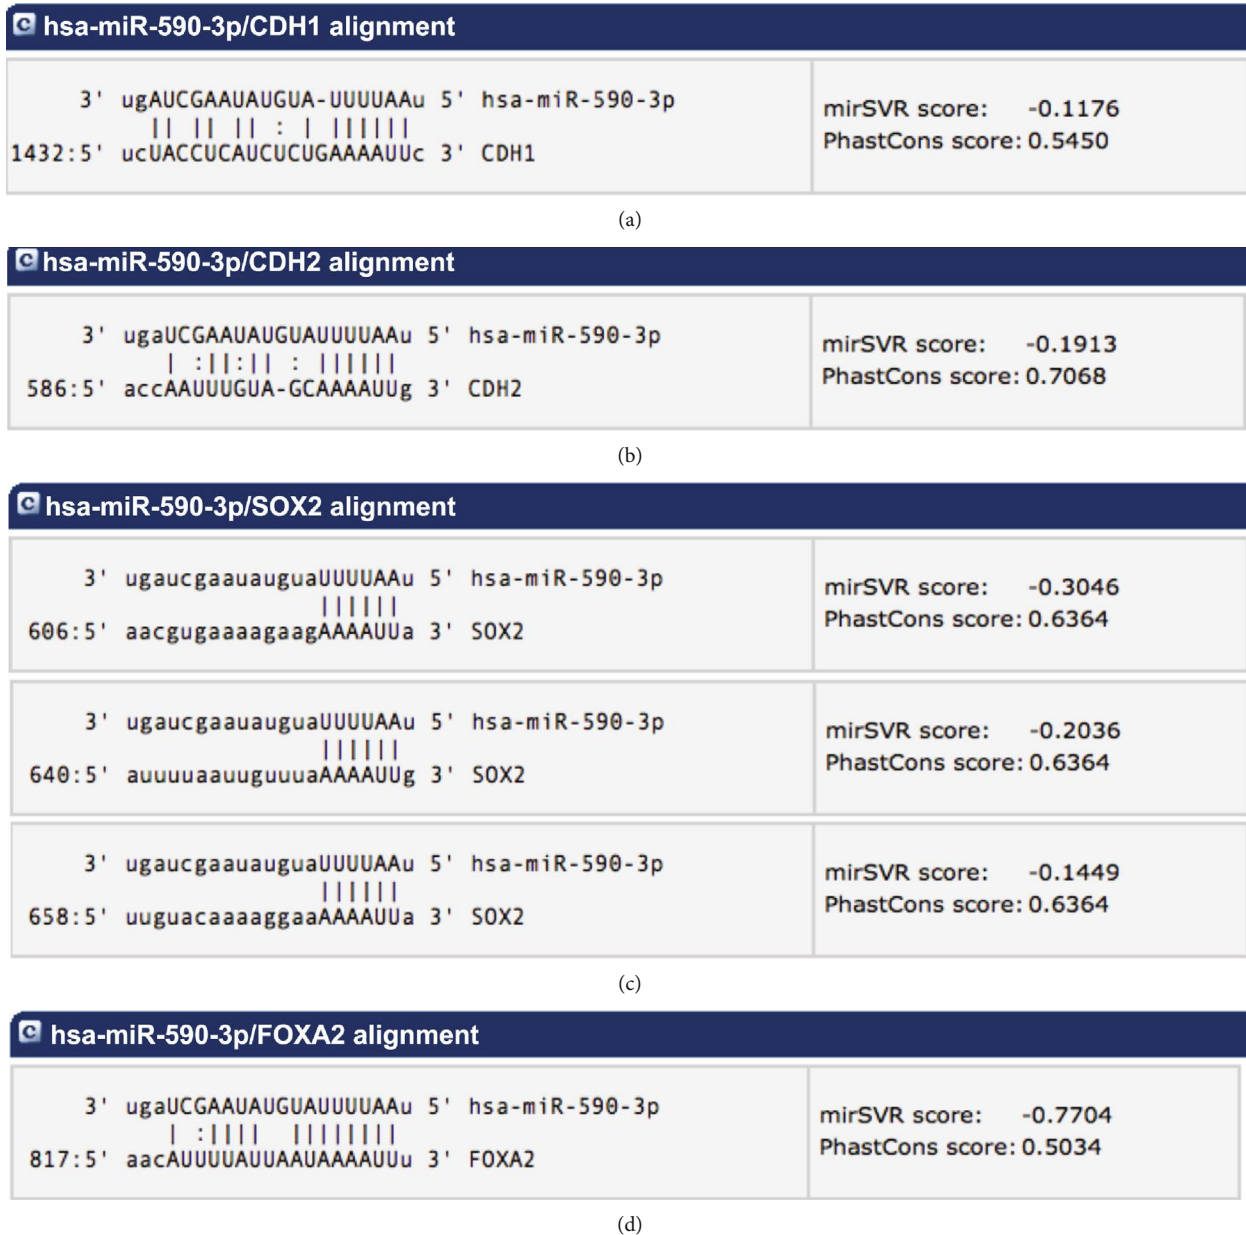 C hsa-miR-590-3p/CDH1 alignment
3' ugAUCGAAUAUGUA-UUUUAAu 5' hsa-miR-590-3p
|| || || : | ||||||
1432:5' ucUACCUCAUCUCUGAAAAUUc 3' CDH1
mirSVR score: -0.1176
PhastCons score: 0.5450
(a)
C hsa-miR-590-3p/CDH2 alignment
3' ugaUCGAAUAUGUAUUUUAAu 5' hsa-miR-590-3p
| :||:|| : ||||||
586:5' accAAUUUGUA-GCAAAAUUg 3' CDH2
mirSVR score: -0.1913
PhastCons score: 0.7068
(b)
C hsa-miR-590-3p/SOX2 alignment
3' ugaucgaauauguaUUUUAAu 5' hsa-miR-590-3p
||||||
606:5' aacgugaaaagaagAAAAUUa 3' SOX2
mirSVR score: -0.3046
PhastCons score: 0.6364
3' ugaucgaauauguaUUUUAAu 5' hsa-miR-590-3p
||||||
640:5' auuuuaauuguuuaAAAAUUg 3' SOX2
mirSVR score: -0.2036
PhastCons score: 0.6364
3' ugaucgaauauguaUUUUAAu 5' hsa-miR-590-3p
||||||
658:5' uuguacaaaaggaaAAAAUUa 3' SOX2
mirSVR score: -0.1449
PhastCons score: 0.6364
(c)
C hsa-miR-590-3p/FOXA2 alignment
3' ugaUCGAAUAUGUAUUUUAAu 5' hsa-miR-590-3p
| :|||| ||||||||
817:5' aacAUUUUAUUAAUAAAAUUu 3' FOXA2
mirSVR score: -0.7704
PhastCons score: 0.5034
(d)